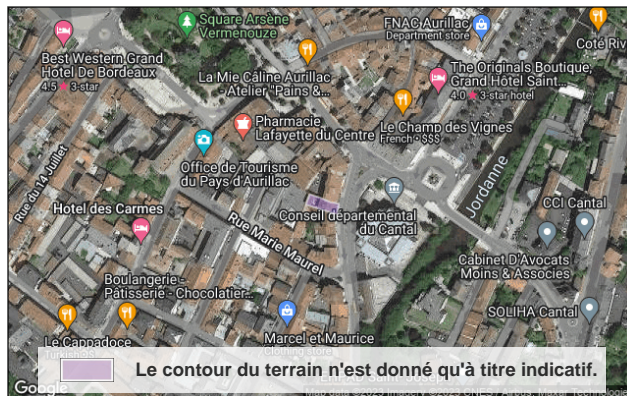 Square Arsène
Vermenouze
FNAC Aurillac
Department store
Coté Riv
Best Western Grand
Hôtel De Bordeaux
4.5 ★ 3-star
La Mie Câline Aurillac
- Atelier "Pains &...
The Originals Boutique,
Grand Hôtel Saint...
4.0 ★ 3-star hotel
Pharmacie
Lafayette du Centre
Le Champ des Vignes
French • $$$
Rue du 14 Juillet
Office de Tourisme
du Pays d'Aurillac
Jordanne
Hotel des Carmes
Rue Marie Maurel
Conseil départemental
du Cantal
CCI Cantal
Cabinet D'Avocats
Moins & Associes
Boulangerie -
Pâtisserie - Chocolatier...
SOLIHA Cantal
Le Cappadoce
Marcel et Maurice
Clothing store
Le contour du terrain n'est donné qu'à titre indicatif.
Google